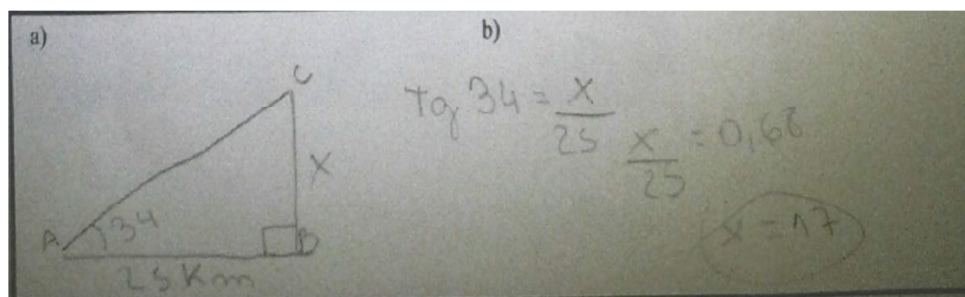 a)
C
x
A 34
B
25 Km
b)
Tg 34 = x/25
x/25 = 0,68
x = 17